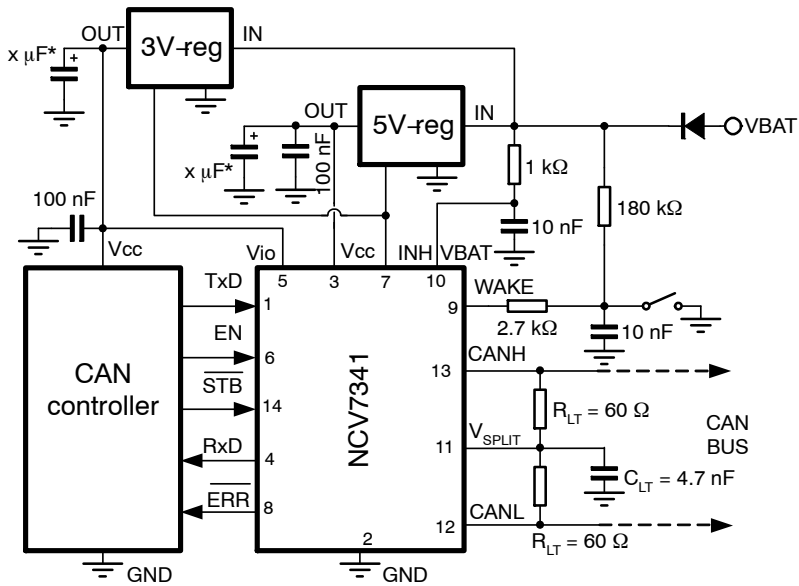 OUT
3V-reg
IN
x µF*
+
OUT
5V-reg
IN
VBAT
+
x µF*
100 nF
1 kΩ
10 nF
180 kΩ
100 nF
Vcc
Vio
Vcc
INH
VBAT
5
3
7
10
TxD
1
EN
6
STB
14
RxD
4
ERR
8
CAN
controller
NCV7341
9
WAKE
2.7 kΩ
10 nF
13
CANH
RLT = 60 Ω
11
VSPLIT
CLT = 4.7 nF
CAN
BUS
12
CANL
RLT = 60 Ω
2
GND
GND